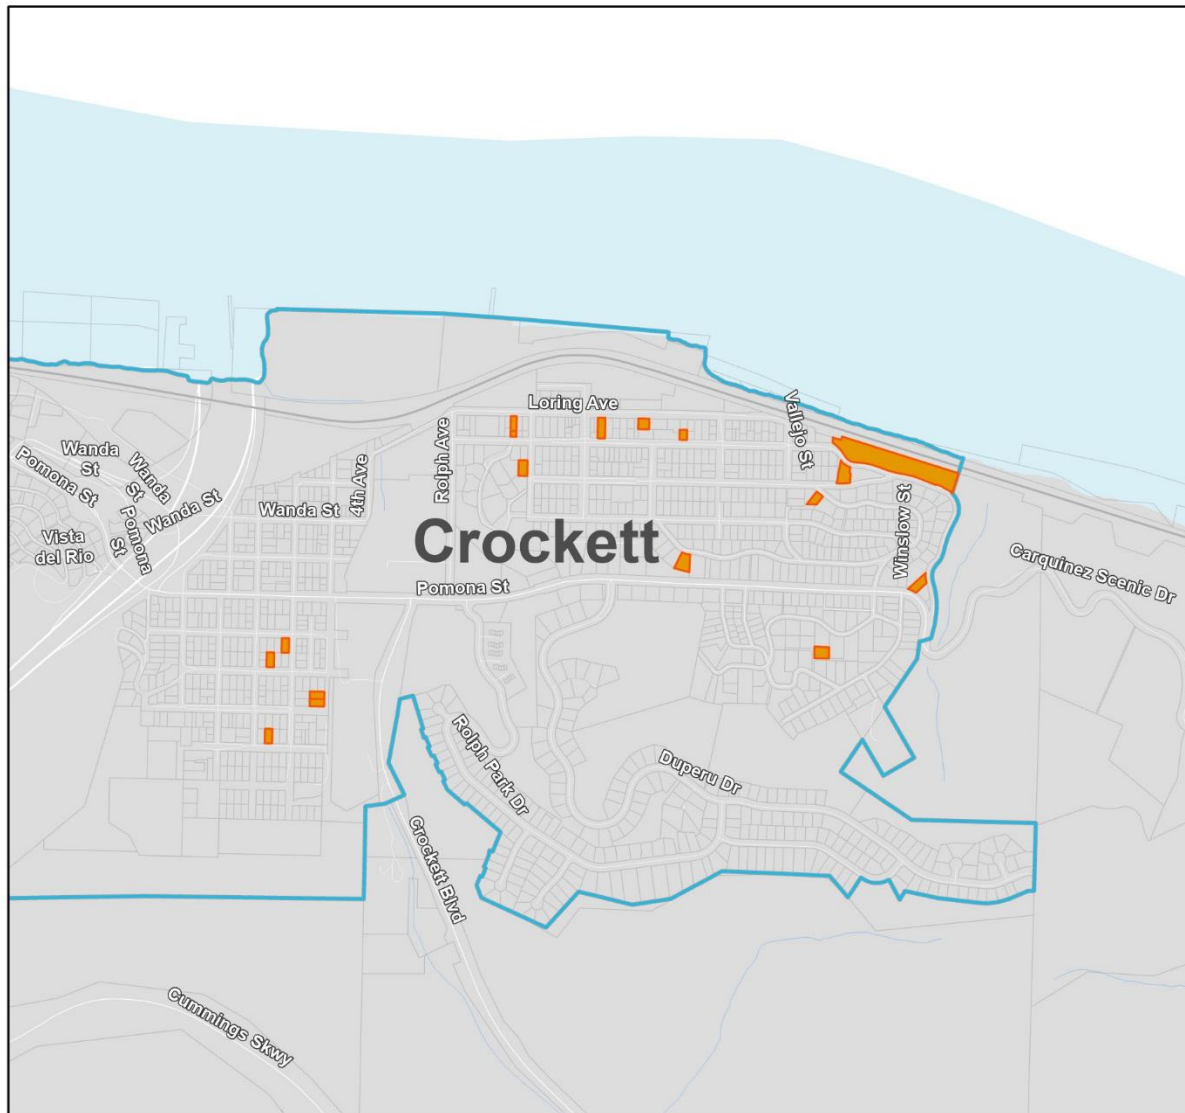 Loring Ave
Vallejo St
Rolph Ave
Wanda
St
Wanda
St
Pomona St
4th Ave
Wanda St
Wanda St
Pomona
St
Vista
del Rio
Crockett
Winslow St
Carquinez Scenic Dr
Pomona St
Rolph Park Dr
Duperu Dr
Crockett Blvd
Cummings Skwy